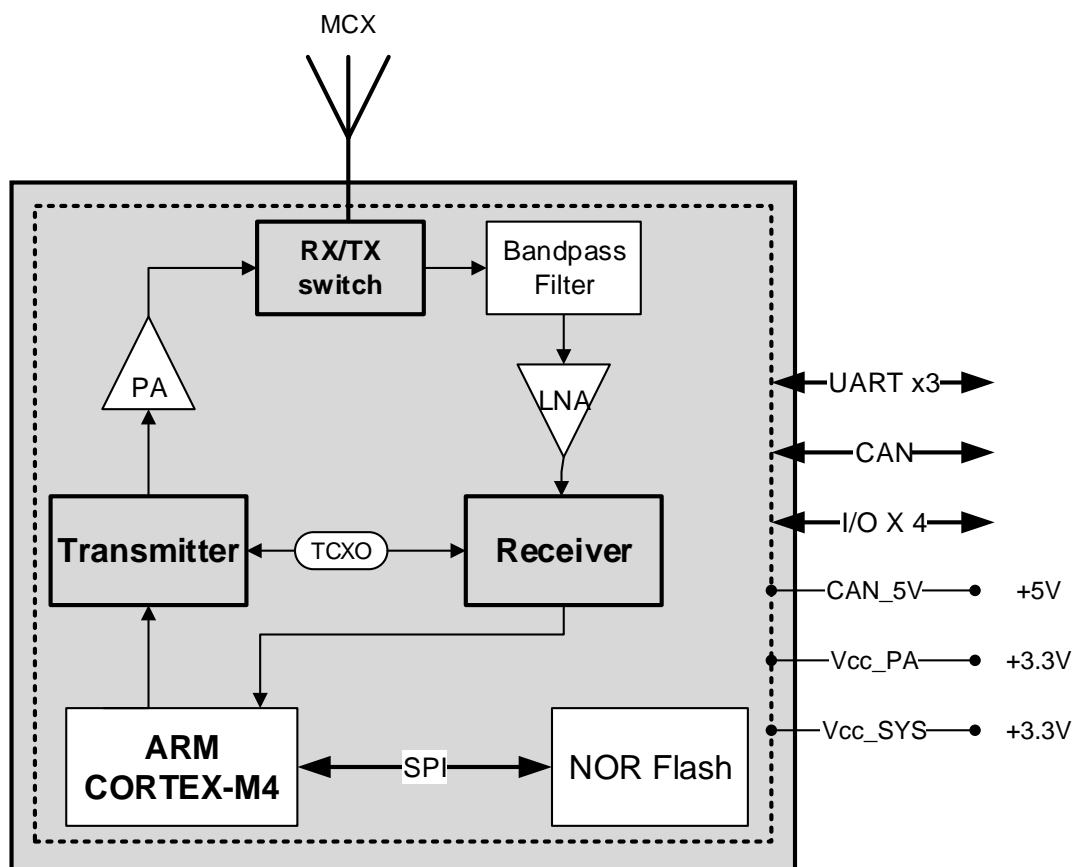 MCX
RX/TX
switch
Bandpass
Filter
PA
LNA
UART x3
CAN
I/O X 4
Transmitter
TCXO
Receiver
CAN_5V
+5V
Vcc_PA
+3.3V
Vcc_SYS
+3.3V
ARM
CORTEX-M4
SPI
NOR Flash